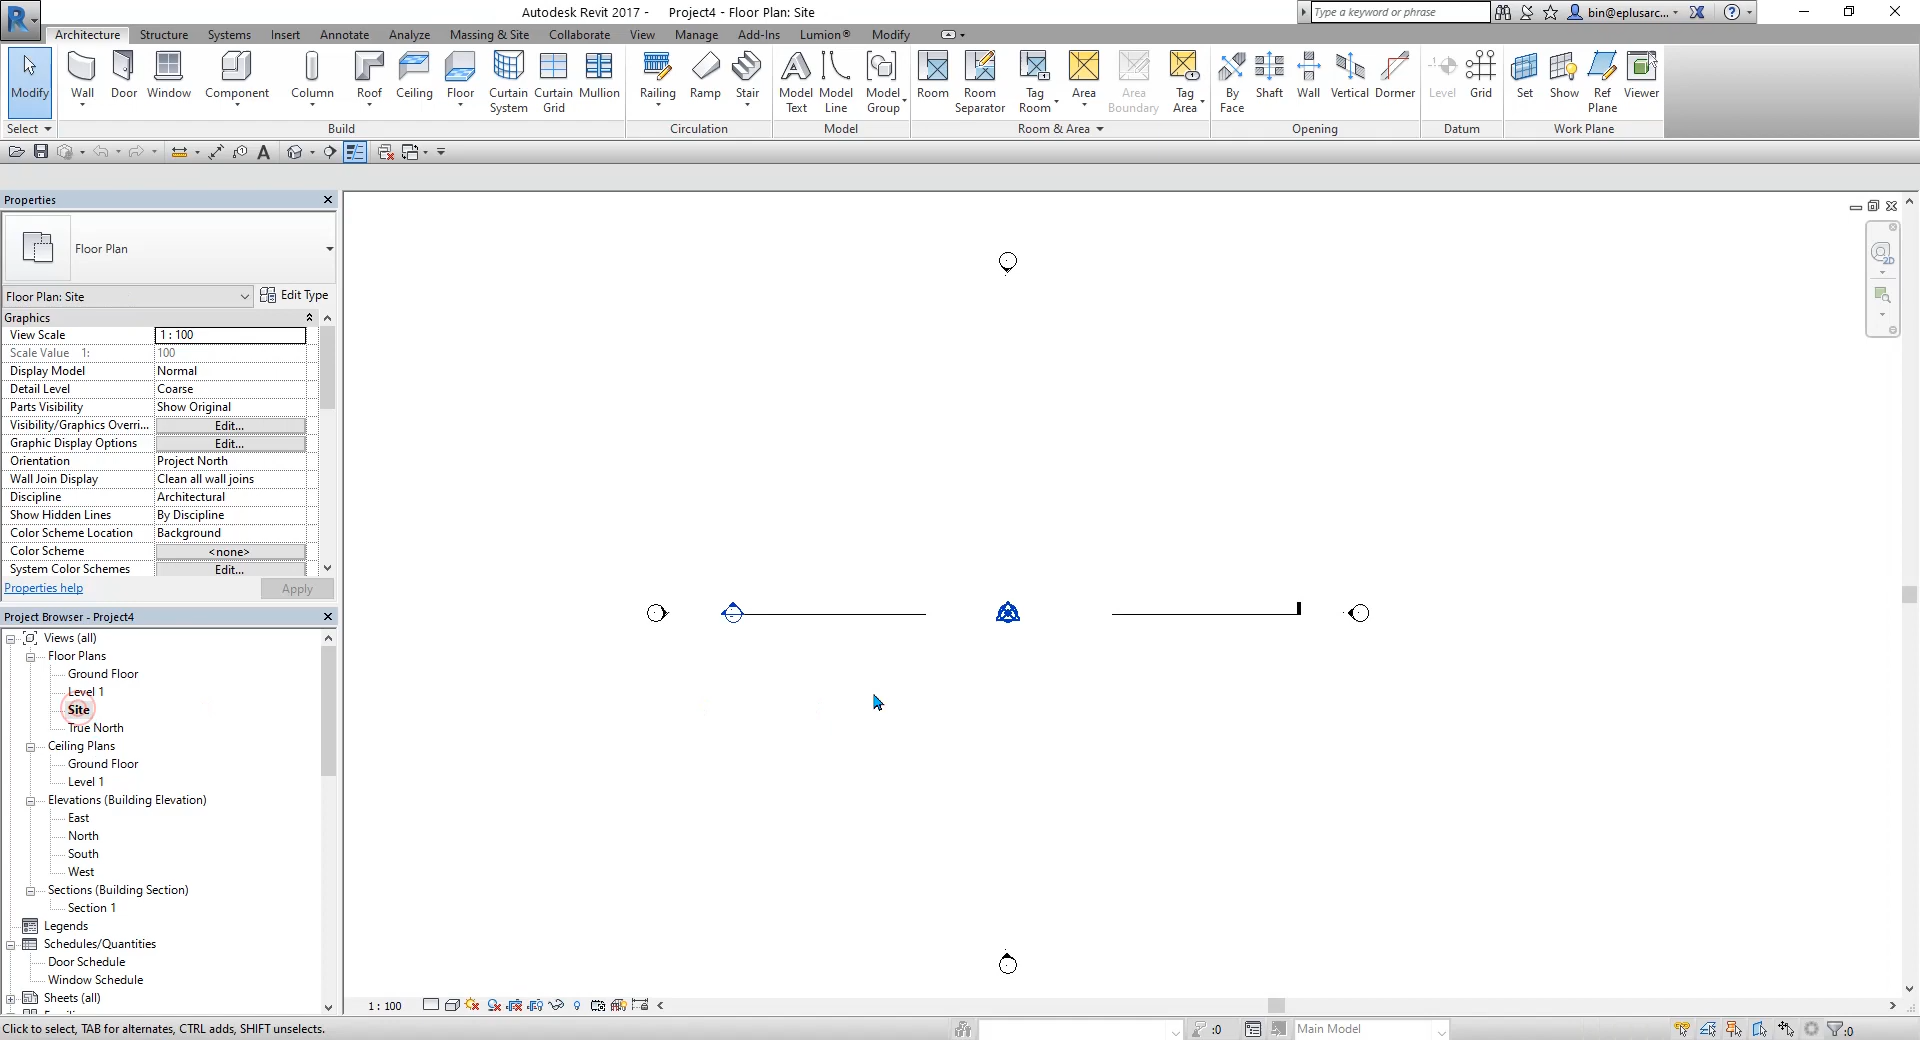 Autodesk Revit 2017 - Project4 - Floor Plan: Site
Type a keyword or phrase
bin@eplusarc...
Architecture Structure Systems Insert Annotate Analyze Massing & Site Collaborate View Manage Add-Ins Lumion® Modify
Modify Wall Door Window Component Column Roof Ceiling Floor Curtain System Curtain Grid Mullion Railing Ramp Stair Model Text Model Line Model Group Room Room Separator Tag Room Area Area Boundary Tag Area By Face Shaft Wall Vertical Dormer Level Grid Set Show Ref Plane Viewer
Select Build Circulation Model Room & Area Opening Datum Work Plane
Properties
Floor Plan
Floor Plan: Site
Edit Type
Graphics
View Scale 1 : 100
Scale Value 1: 100
Display Model Normal
Detail Level Coarse
Parts Visibility Show Original
Visibility/Graphics Overri... Edit...
Graphic Display Options Edit...
Orientation Project North
Wall Join Display Clean all wall joins
Discipline Architectural
Show Hidden Lines By Discipline
Color Scheme Location Background
Color Scheme <none>
System Color Schemes Edit...
Properties help
Apply
Project Browser - Project4
Views (all)
Floor Plans
Ground Floor
Level 1
Site
True North
Ceiling Plans
Ground Floor
Level 1
Elevations (Building Elevation)
East
North
South
West
Sections (Building Section)
Section 1
Legends
Schedules/Quantities
Door Schedule
Window Schedule
Sheets (all)
2D
1 : 100
Click to select, TAB for alternates, CTRL adds, SHIFT unselects.
:0
Main Model
:0